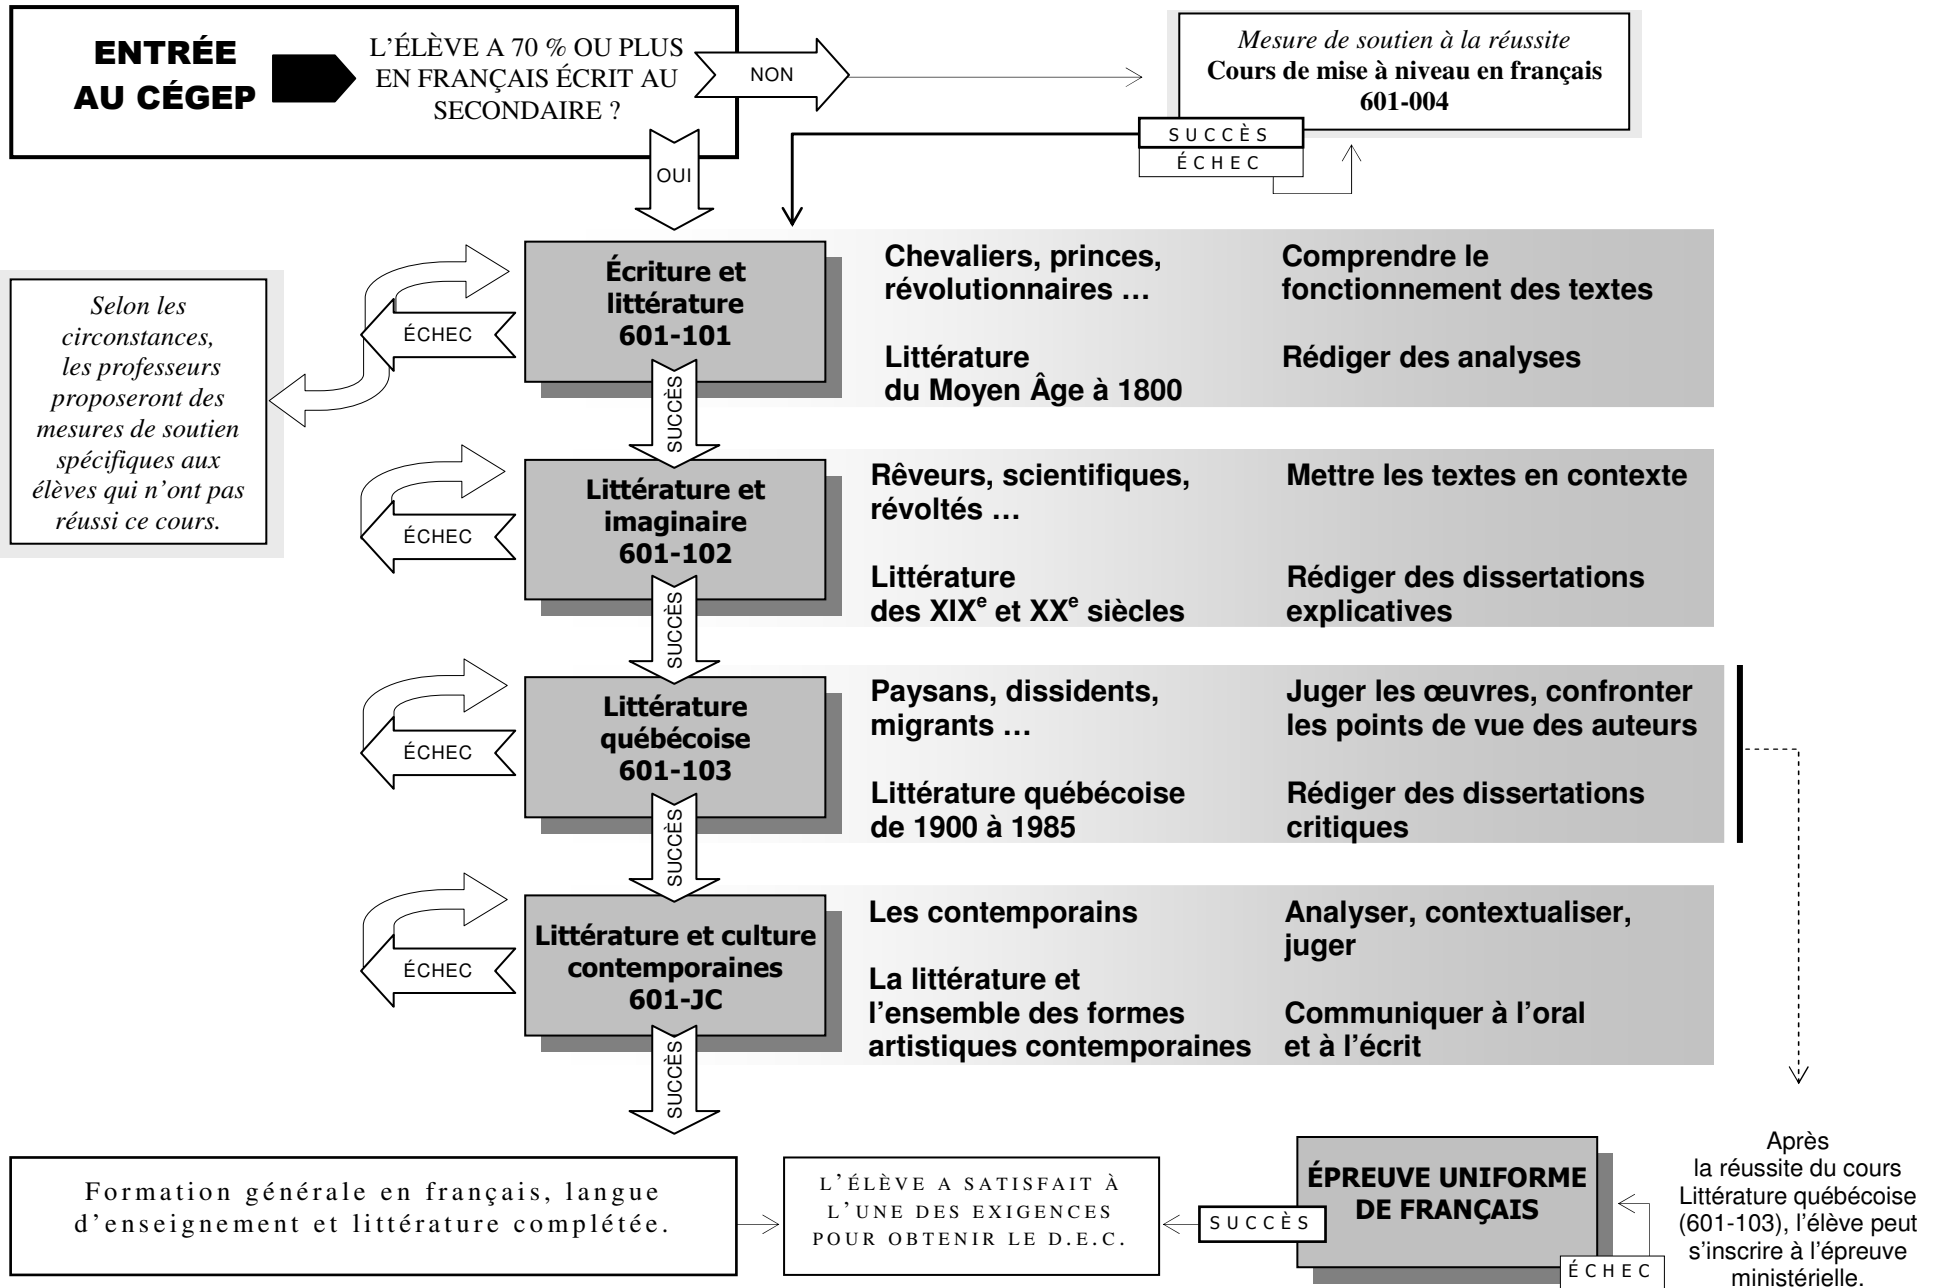 ENTRÉE
AU CÉGEP
L'ÉLÈVE A 70 % OU PLUS
EN FRANÇAIS ÉCRIT AU
SECONDAIRE ?
NON
OUI
Mesure de soutien à la réussite
Cours de mise à niveau en français
601-004
SUCCÈS
ÉCHEC
Selon les
circonstances,
les professeurs
proposeront des
mesures de soutien
spécifiques aux
élèves qui n'ont pas
réussi ce cours.
ÉCHEC
Écriture et
littérature
601-101
SUCCÈS
Chevaliers, princes,
révolutionnaires …
Littérature
du Moyen Âge à 1800
Comprendre le
fonctionnement des textes
Rédiger des analyses
ÉCHEC
Littérature et
imaginaire
601-102
SUCCÈS
Rêveurs, scientifiques,
révoltés …
Littérature
des XIXe et XXe siècles
Mettre les textes en contexte
Rédiger des dissertations
explicatives
ÉCHEC
Littérature
québécoise
601-103
SUCCÈS
Paysans, dissidents,
migrants …
Littérature québécoise
de 1900 à 1985
Juger les œuvres, confronter
les points de vue des auteurs
Rédiger des dissertations
critiques
ÉCHEC
Littérature et culture
contemporaines
601-JC
SUCCÈS
Les contemporains
La littérature et
l'ensemble des formes
artistiques contemporaines
Analyser, contextualiser,
juger
Communiquer à l'oral
et à l'écrit
Formation générale en français, langue
d'enseignement et littérature complétée.
L'ÉLÈVE A SATISFAIT À
L'UNE DES EXIGENCES
POUR OBTENIR LE D.E.C.
SUCCÈS
ÉPREUVE UNIFORME
DE FRANÇAIS
ÉCHEC
Après
la réussite du cours
Littérature québécoise
(601-103), l'élève peut
s'inscrire à l'épreuve
ministérielle.